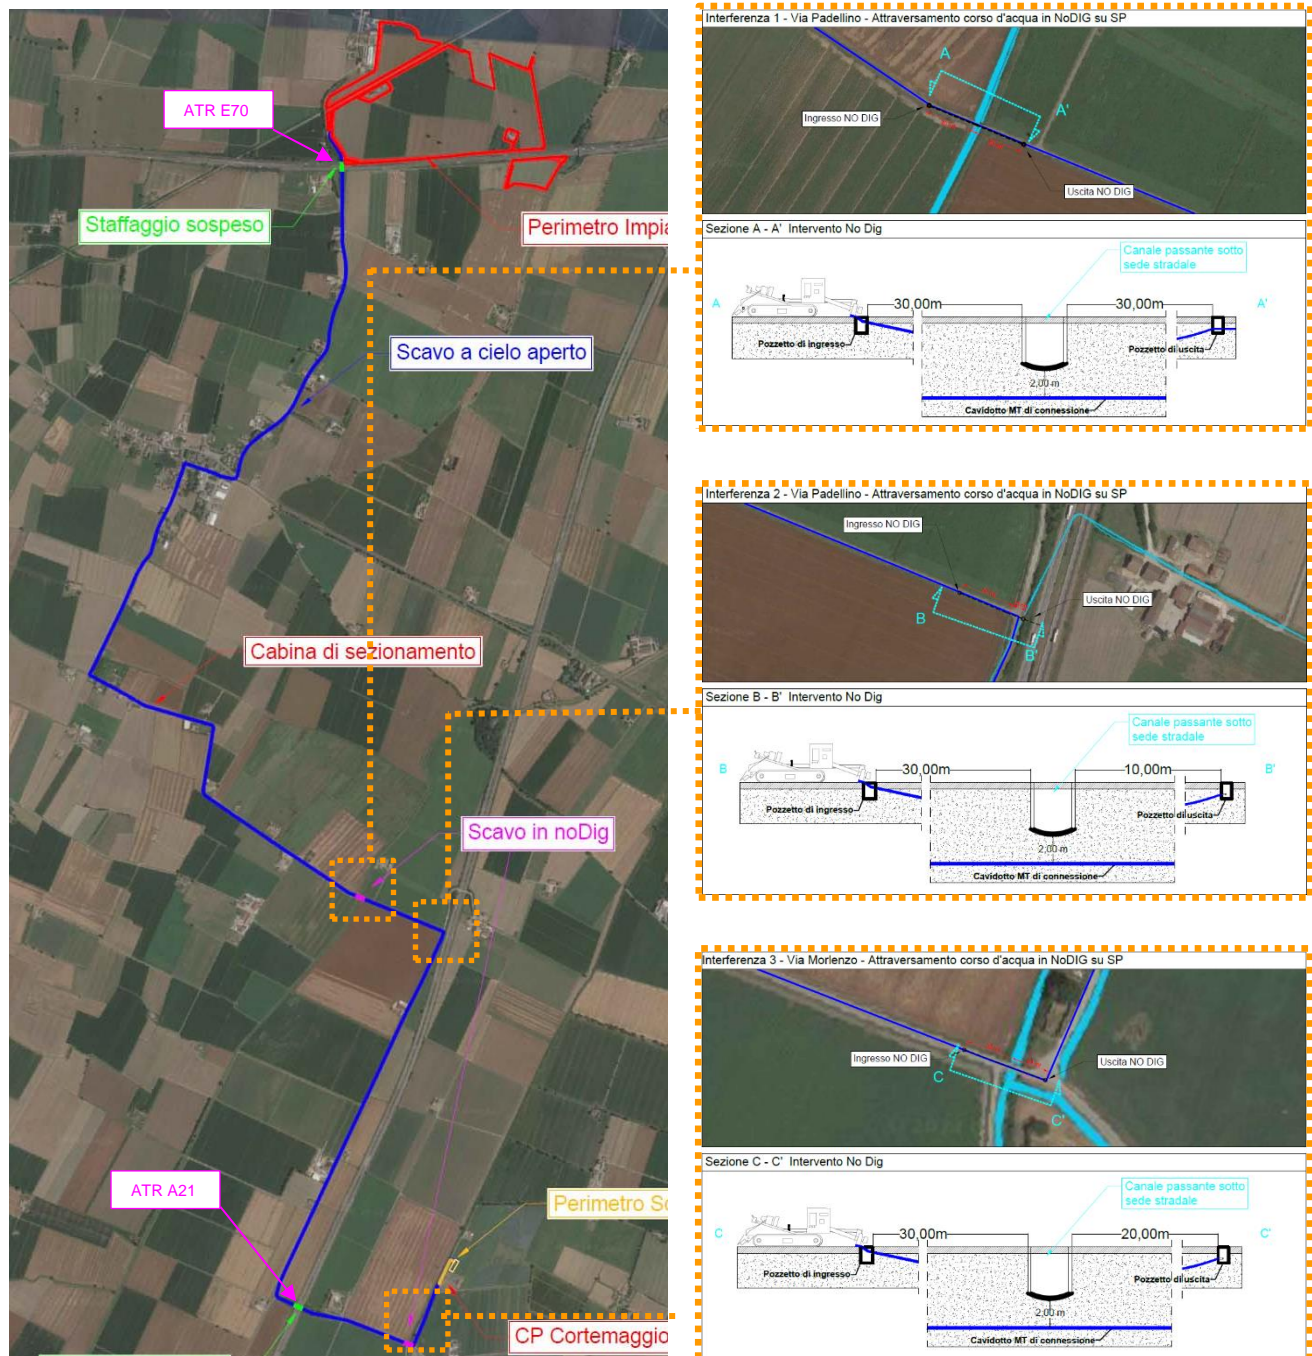 ATR E70
Staffaggio sospeso
Perimetro Impia
Scavo a cielo aperto
Cabina di sezionamento
Scavo in noDig
ATR A21
Perimetro So
CP Cortemaggio
Interferenza 1 - Via Padellino - Attraversamento corso d'acqua in NoDIG su SP
A
A'
Ingresso NO DIG
Uscita NO DIG
Sezione A - A' Intervento No Dig
Canale passante sotto
sede stradale
A
30,00m
30,00m
A'
Pozzetto di ingresso
Pozzetto di uscita
2,00 m
Cavidotto MT di connessione
Interferenza 2 - Via Padellino - Attraversamento corso d'acqua in NoDIG su SP
Ingresso NO DIG
Uscita NO DIG
B
B'
Sezione B - B' Intervento No Dig
Canale passante sotto
sede stradale
B
30,00m
10,00m
B'
Pozzetto di ingresso
Pozzetto di uscita
2,00 m
Cavidotto MT di connessione
Interferenza 3 - Via Morlenzo - Attraversamento corso d'acqua in NoDIG su SP
Ingresso NO DIG
Uscita NO DIG
C
C'
Sezione C - C' Intervento No Dig
Canale passante sotto
sede stradale
C
30,00m
20,00m
C'
Pozzetto di ingresso
Pozzetto di uscita
2,00 m
Cavidotto MT di connessione